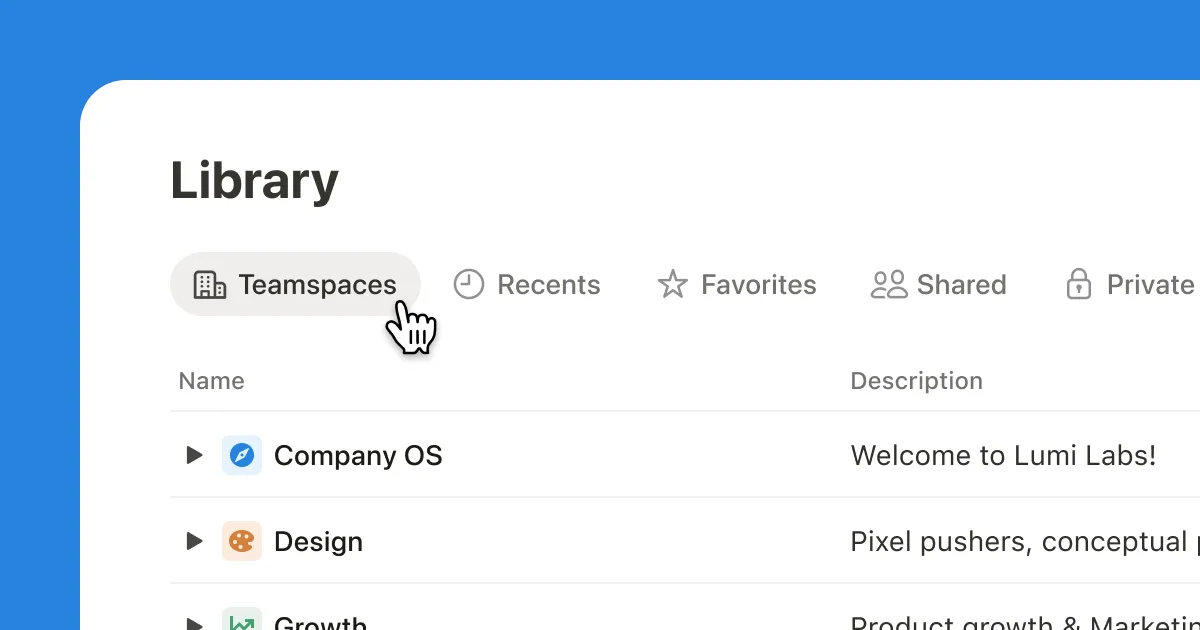 Library
Teamspaces Recents Favorites Shared Private
Name Description
Company OS Welcome to Lumi Labs!
Design Pixel pushers, conceptual
Growth Product growth & Marketin